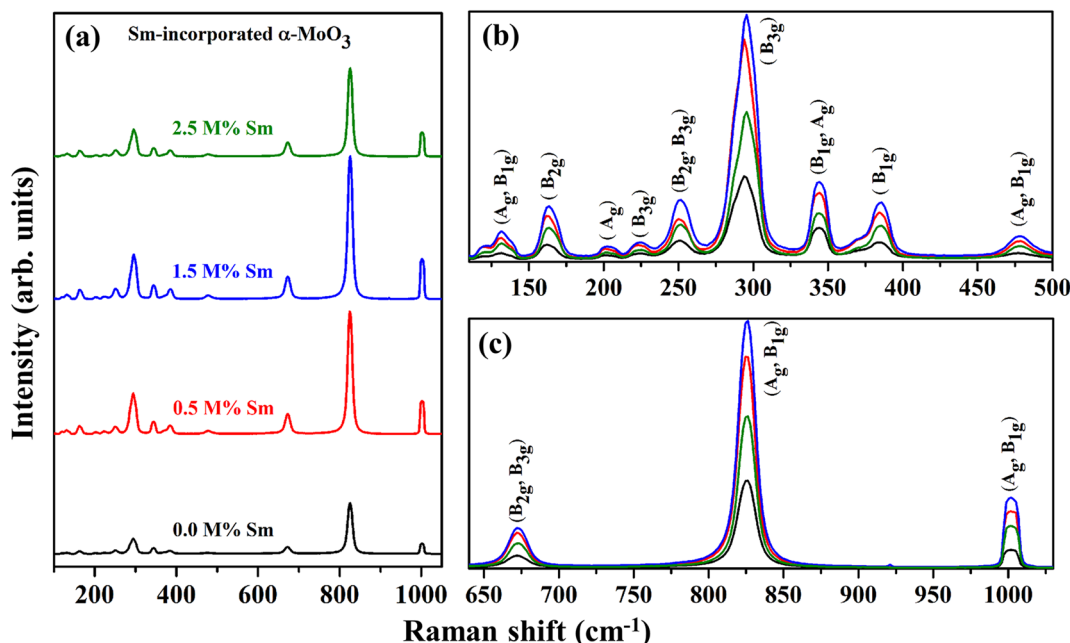 (a)
Sm-incorporated α-MoO3
2.5 M% Sm
1.5 M% Sm
0.5 M% Sm
0.0 M% Sm
200 400 600 800 1000
Intensity (arb. units)
(b)
(Ag, B1g)
( B2g)
( Ag)
( B3g)
(B2g, B3g)
( B3g)
(B1g, Ag)
( B1g)
(Ag, B1g)
150 200 250 300 350 400 450 500
(c)
(B2g, B3g)
(Ag, B1g)
(Ag, B1g)
650 700 750 800 850 900 950 1000
Raman shift (cm-1)